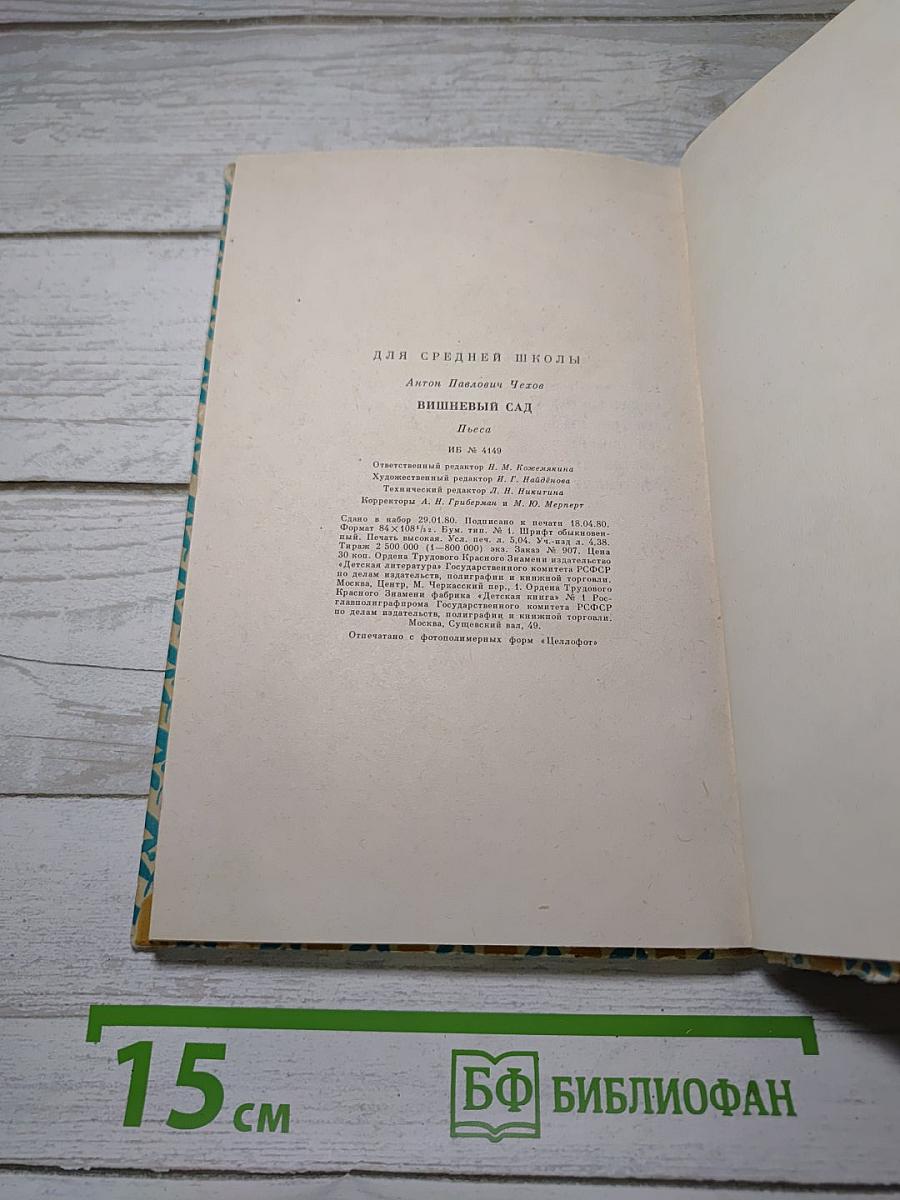 ДЛЯ СРЕДНЕЙ ШКОЛЫ
Антон Павлович Чехов
ВИШНЕВЫЙ САД
Пьеса
ИБ № 4149
Ответственный редактор Н. М. Кожемякина
Художественный редактор И. Г. Найдёнова
Технический редактор Л. Н. Никитина
Корректоры А. Н. Гриберман и М. Ю. Мерперт
Сдано в набор 29.01.80. Подписано к печати 18.04.80.
Формат 84×108¹/₃₂. Бум. тип. № 1. Шрифт обыкновен-
ный. Печать высокая. Усл. печ. л. 5,04. Уч.-изд л. 4,38.
Тираж 2 500 000 (1—800 000) экз. Заказ № 907. Цена
30 коп. Ордена Трудового Красного Знамени издательство
«Детская литература» Государственного комитета РСФСР
по делам издательств, полиграфии и книжной торговли.
Москва, Центр, М. Черкасский пер., 1. Ордена Трудового
Красного Знамени фабрика «Детская книга» № 1 Рос-
главполиграфпрома Государственного комитета РСФСР
по делам издательств, полиграфии и книжной торговли.
Москва, Сущевский вал, 49.
Отпечатано с фотополимерных форм «Целлофот»
15 см
БФ БИБЛИОФАН